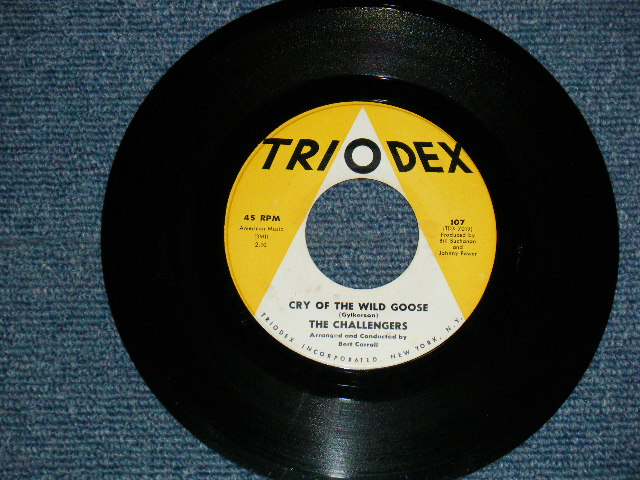 TRIODEX
45 RPM
American Music
(BMI)
2:10
107
Produced by
Bill Buchanan
and
Johnny Power
CRY OF THE WILD GOOSE
(Gylkerson)
THE CHALLENGERS
Arranged and Conducted by
Bert Carroll
TRIODEX INCORPORATED, NEW YORK, N.Y.